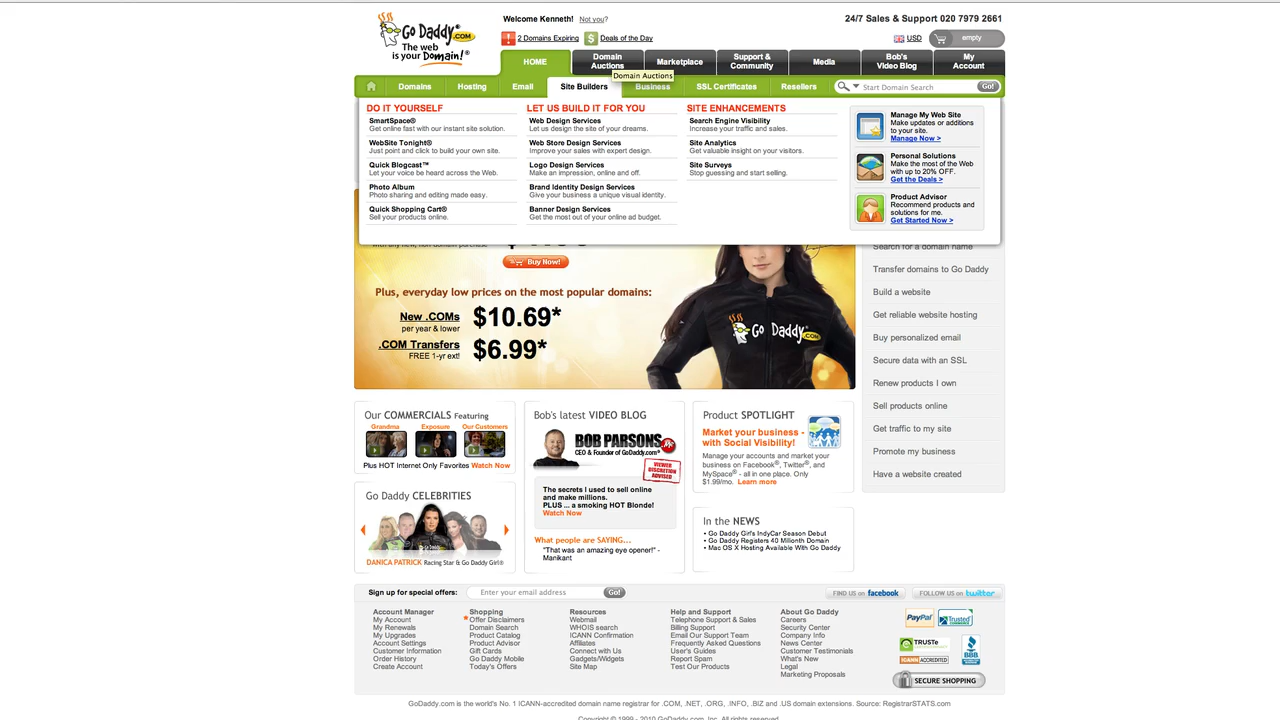 Go Daddy.COM
The web
is your Domain!®
Welcome Kenneth! Not you?
24/7 Sales & Support 020 7979 2661
2 Domains Expiring
$ Deals of the Day
USD
empty
HOME
Domain
Auctions
Marketplace
Support &
Community
Media
Bob's
Video Blog
My
Account
Domain Auctions
Domains
Hosting
Email
Site Builders
Business
SSL Certificates
Resellers
Start Domain Search
Go!
DO IT YOURSELF
SmartSpace®
Get online fast with our instant site solution.
WebSite Tonight®
Just point and click to build your own site.
Quick Blogcast™
Let your voice be heard across the Web.
Photo Album
Photo sharing and editing made easy.
Quick Shopping Cart®
Sell your products online.
LET US BUILD IT FOR YOU
Web Design Services
Let us design the site of your dreams.
Web Store Design Services
Improve your sales with expert design.
Logo Design Services
Make an impression, online and off.
Brand Identity Design Services
Give your business a unique visual identity.
Banner Design Services
Get the most out of your online ad budget.
SITE ENHANCEMENTS
Search Engine Visibility
Increase your traffic and sales.
Site Analytics
Get valuable insight on your visitors.
Site Surveys
Stop guessing and start selling.
Manage My Web Site
Make updates or additions
to your site.
Manage Now >
Personal Solutions
Make the most of the Web
with up to 20% OFF.
Get the Deals >
Product Advisor
Recommend products and
solutions for me.
Get Started Now >
with any new, non-domain purchase
Buy Now!
Plus, everyday low prices on the most popular domains:
New .COMs
per year & lower
$10.69*
.COM Transfers
FREE 1-yr ext!
$6.99*
Go Daddy.COM
Search for a domain name
Transfer domains to Go Daddy
Build a website
Get reliable website hosting
Buy personalized email
Secure data with an SSL
Renew products I own
Sell products online
Get traffic to my site
Promote my business
Have a website created
Our COMMERCIALS Featuring
Grandma
Exposure
Our Customers
Plus HOT Internet Only Favorites Watch Now
Go Daddy CELEBRITIES
DANICA PATRICK Racing Star & Go Daddy Girl®
Bob's latest VIDEO BLOG
BOB PARSONS
CEO & Founder of GoDaddy.com®
VIEWER
DISCRETION
ADVISED
The secrets I used to sell online
and make millions.
PLUS ... a smoking HOT Blonde!
Watch Now
What people are SAYING...
"That was an amazing eye opener!" -
Manikant
Product SPOTLIGHT
Market your business -
with Social Visibility!
Manage your accounts and market your
business on Facebook®, Twitter®, and
MySpace® - all in one place. Only
$1.99/mo. Learn more
In the NEWS
• Go Daddy Girl's IndyCar Season Debut
• Go Daddy Registers 40 Millionth Domain
• Mac OS X Hosting Available With Go Daddy
Sign up for special offers:
Enter your email address
Go!
FIND US on facebook
FOLLOW US on twitter
Account Manager
My Account
My Renewals
My Upgrades
Account Settings
Customer Information
Order History
Create Account
Shopping
* Offer Disclaimers
Domain Search
Product Catalog
Product Advisor
Gift Cards
Go Daddy Mobile
Today's Offers
Resources
Webmail
WHOIS search
ICANN Confirmation
Affiliates
Connect with Us
Gadgets/Widgets
Site Map
Help and Support
Telephone Support & Sales
Billing Support
Email Our Support Team
Frequently Asked Questions
User's Guides
Report Spam
Test Our Products
About Go Daddy
Careers
Security Center
Company Info
News Center
Customer Testimonials
What's New
Legal
Marketing Proposals
PayPal
Trusted
TRUSTe
ICANN ACCREDITED
BBB
SECURE SHOPPING
GoDaddy.com is the world's No. 1 ICANN-accredited domain name registrar for .COM, .NET, .ORG, .INFO, .BIZ and .US domain extensions. Source: RegistrarSTATS.com
Copyright © 1999 - 2010 GoDaddy.com, Inc. All rights reserved.